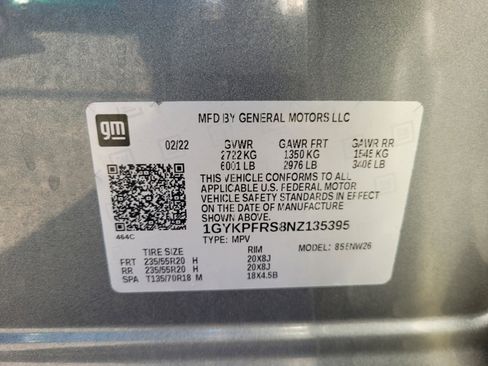 gm
MFD BY GENERAL MOTORS LLC
02/22 GVWR GAWR FRT GAWR RR
2722 KG 1350 KG 1545 KG
6001 LB 2976 LB 3406 LB
THIS VEHICLE CONFORMS TO ALL
APPLICABLE U.S. FEDERAL MOTOR
VEHICLE SAFETY STANDARDS IN EFFECT
ON THE DATE OF MANUFACTURE
SHOWN ABOVE.
1GYKPFRS8NZ135395
464C TYPE: MPV MODEL:
TIRE SIZE RIM
FRT 235/55R20 H 20X8J
RR 235/55R20 H 20X8J
SPA T135/70R18 M 18X4.5B